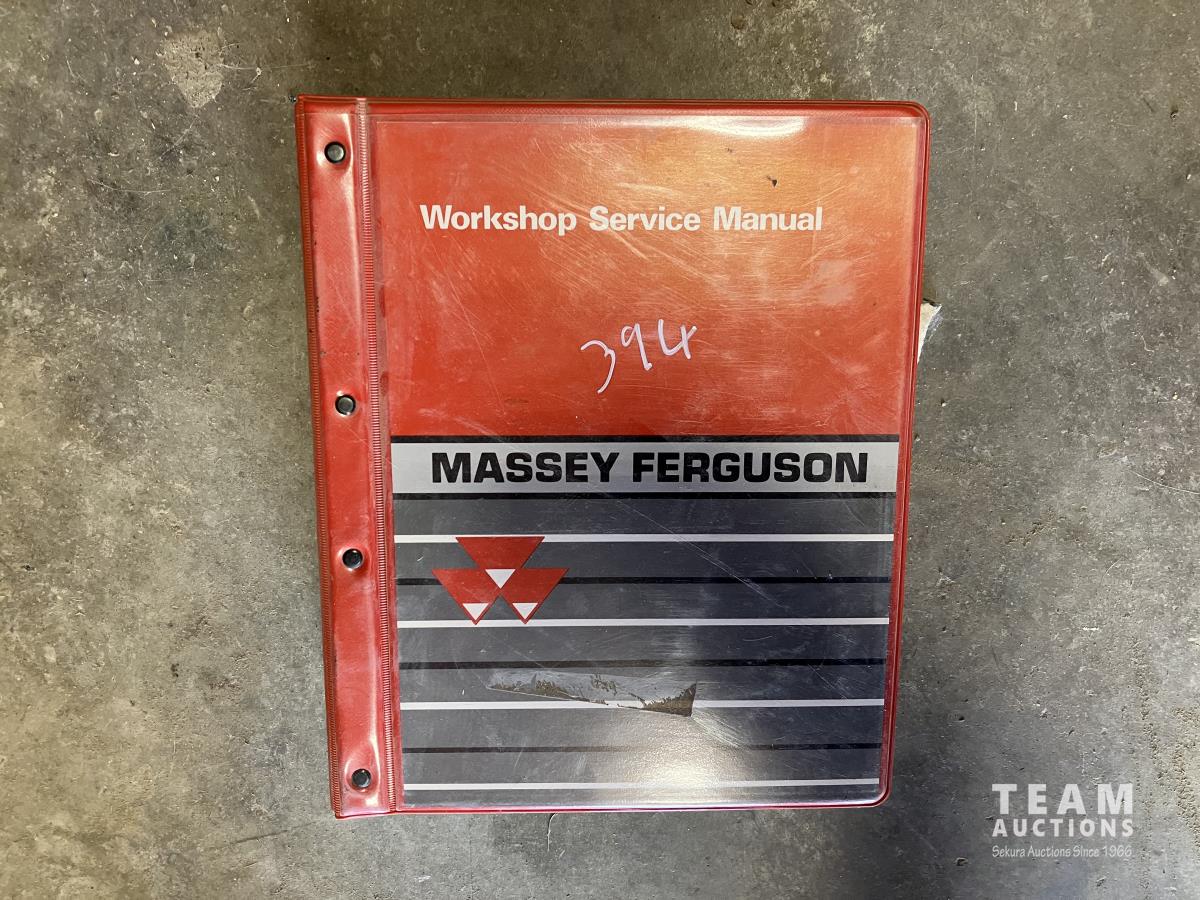 Workshop Service Manual
394
MASSEY FERGUSON
TEAM
AUCTIONS
Sekura Auctions Since 1966